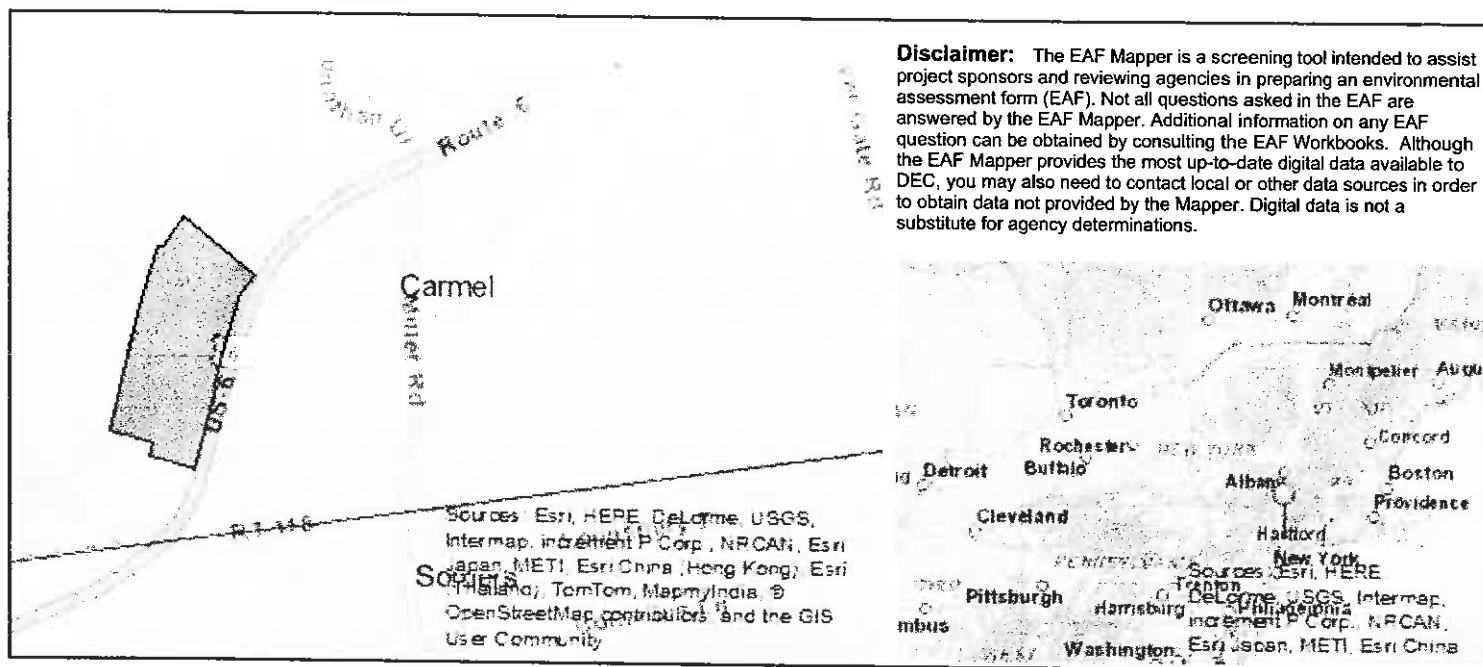 Disclaimer: The EAF Mapper is a screening tool intended to assist
project sponsors and reviewing agencies in preparing an environmental
assessment form (EAF). Not all questions asked in the EAF are
answered by the EAF Mapper. Additional information on any EAF
question can be obtained by consulting the EAF Workbooks. Although
the EAF Mapper provides the most up-to-date digital data available to
DEC, you may also need to contact local or other data sources in order
to obtain data not provided by the Mapper. Digital data is not a
substitute for agency determinations.
Route 6
Gate Rd
Carmel
Miller Rd
US-6
Somers
Sources: Esri, HERE, DeLorme, USGS,
Intermap, increment P Corp., NRCAN, Esri
Japan, METI, Esri China (Hong Kong), Esri
(Thailand), TomTom, MapmyIndia, ©
OpenStreetMap contributors, and the GIS
User Community
Ottawa
Montréal
Montpelier
Augu
Toronto
Concord
Rochester
NEW YORK
Detroit
Buffalo
Alban
Boston
Providence
Cleveland
Hartford
New York
Pittsburgh
Harrisburg
Trenton
Philadelphia
mbus
Washington
Sources: Esri, HERE,
DeLorme, USGS, Intermap,
increment P Corp., NRCAN,
Esri Japan, METI, Esri China